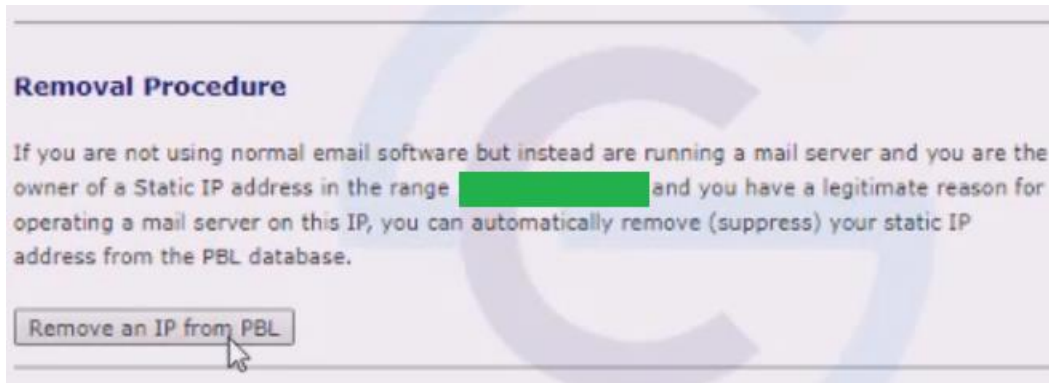 Removal Procedure
If you are not using normal email software but instead are running a mail server and you are the
owner of a Static IP address in the range and you have a legitimate reason for
operating a mail server on this IP, you can automatically remove (suppress) your static IP
address from the PBL database.
Remove an IP from PBL